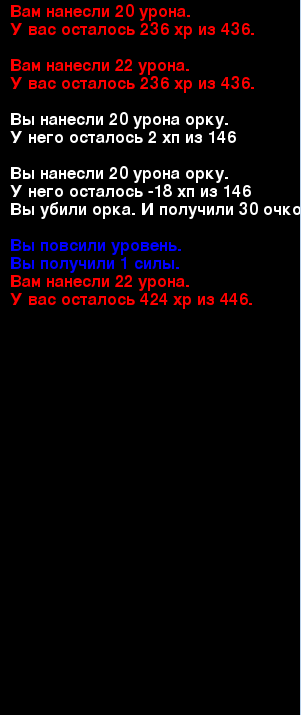 Вам нанесли 20 урона.
У вас осталось 236 хр из 436.
Вам нанесли 22 урона.
У вас осталось 236 хр из 436.
Вы нанесли 20 урона орку.
У него осталось 2 хп из 146
Вы нанесли 20 урона орку.
У него осталось -18 хп из 146
Вы убили орка. И получили 30 очко
Вы повсили уровень.
Вы получили 1 силы.
Вам нанесли 22 урона.
У вас осталось 424 хр из 446.